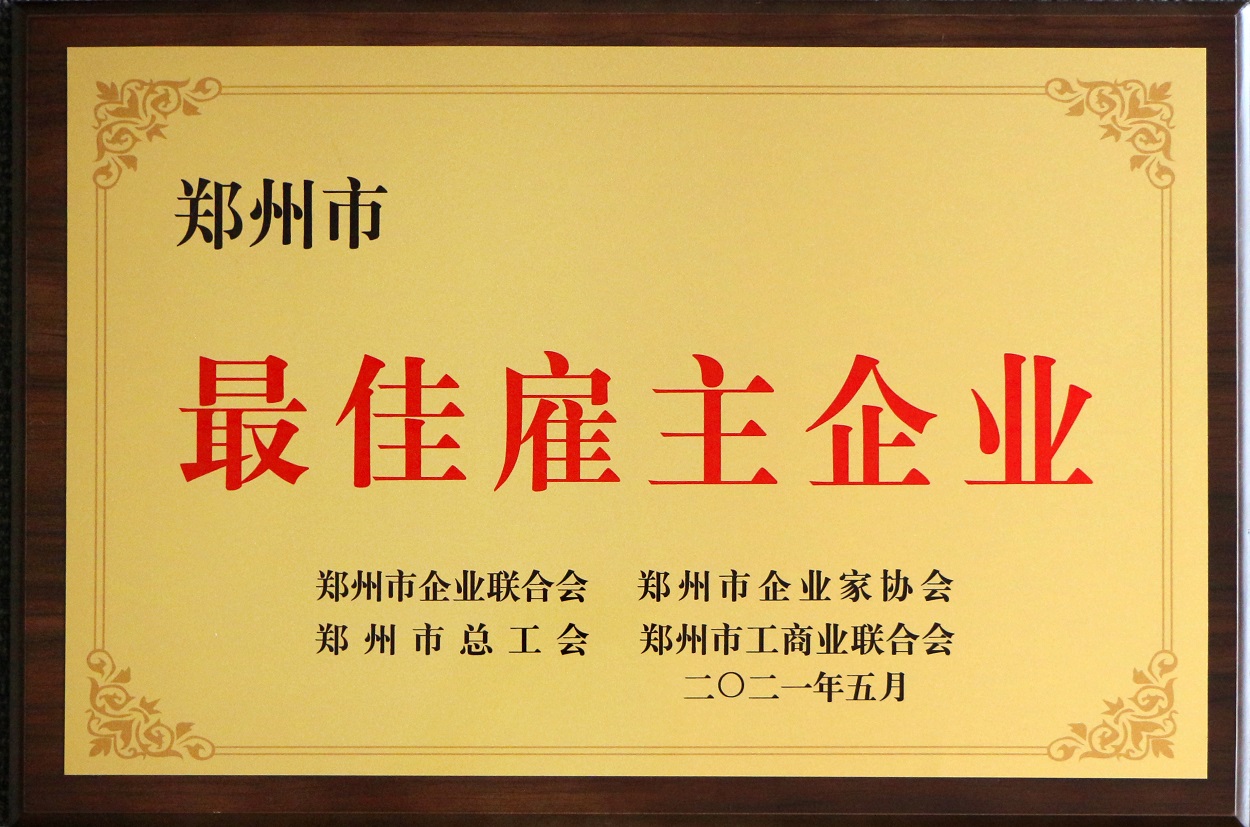 郑州市
最佳雇主企业
郑州市企业联合会 郑州市企业家协会
郑州市总工会 郑州市工商业联合会
二〇二一年五月